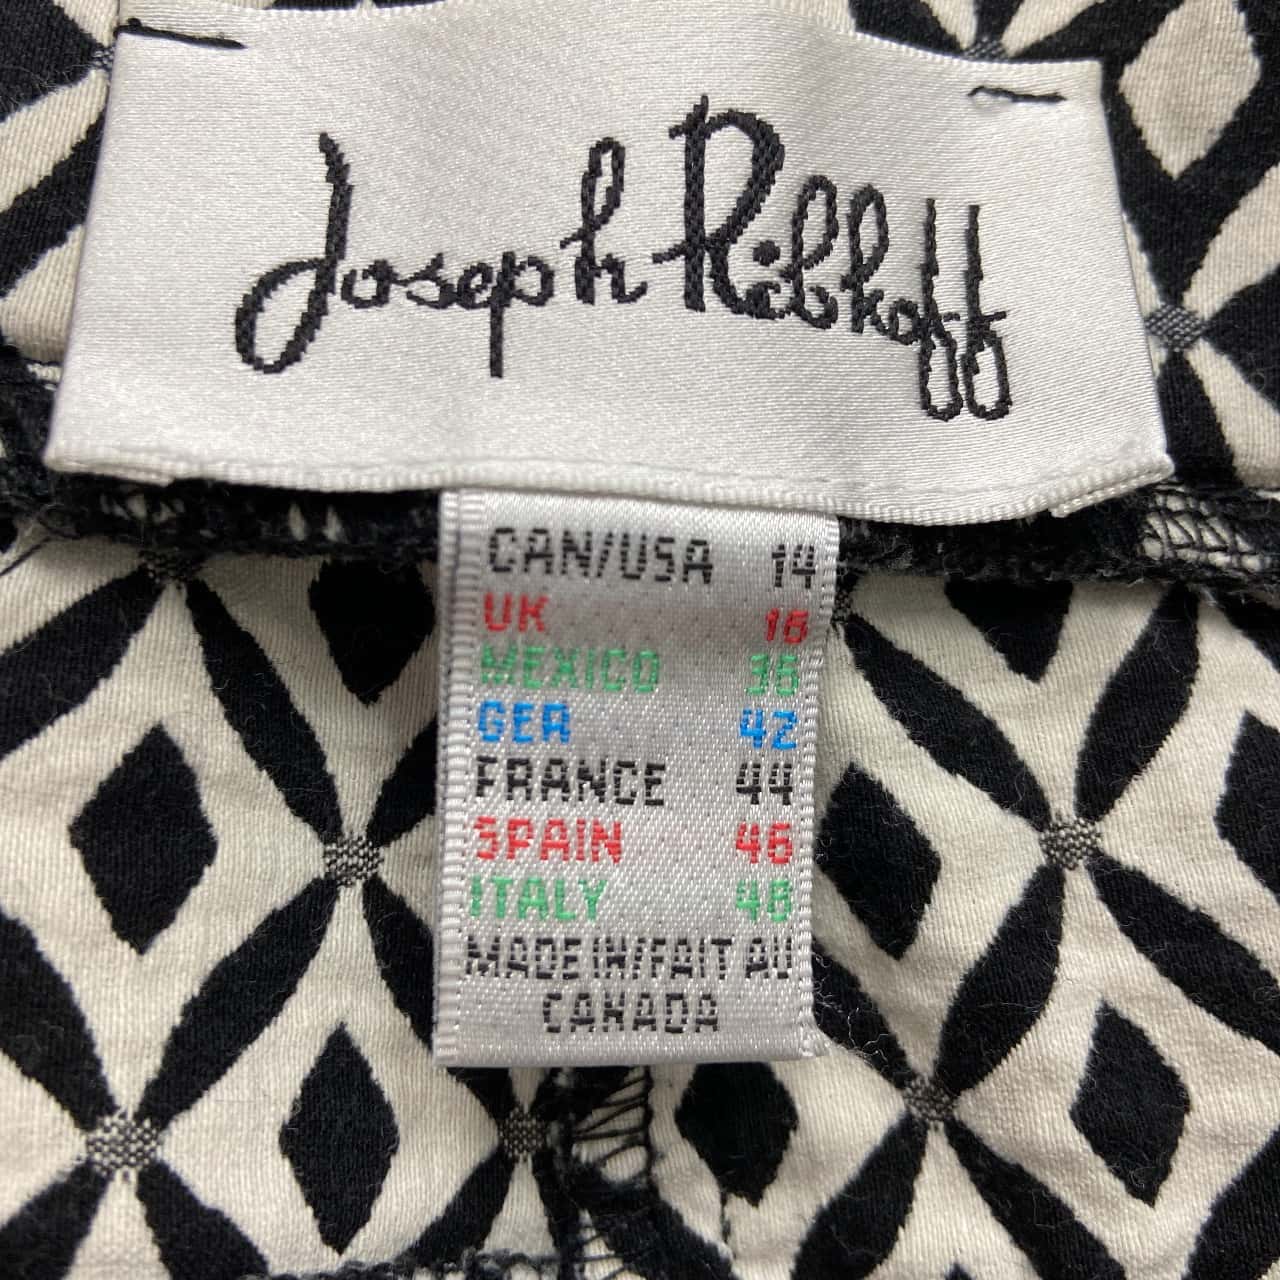 Joseph Ribkoff
CAN/USA 14
UK 16
MEXICO 36
GER 42
FRANCE 44
SPAIN 46
ITALY 48
MADE IN/FAIT AU
CANADA